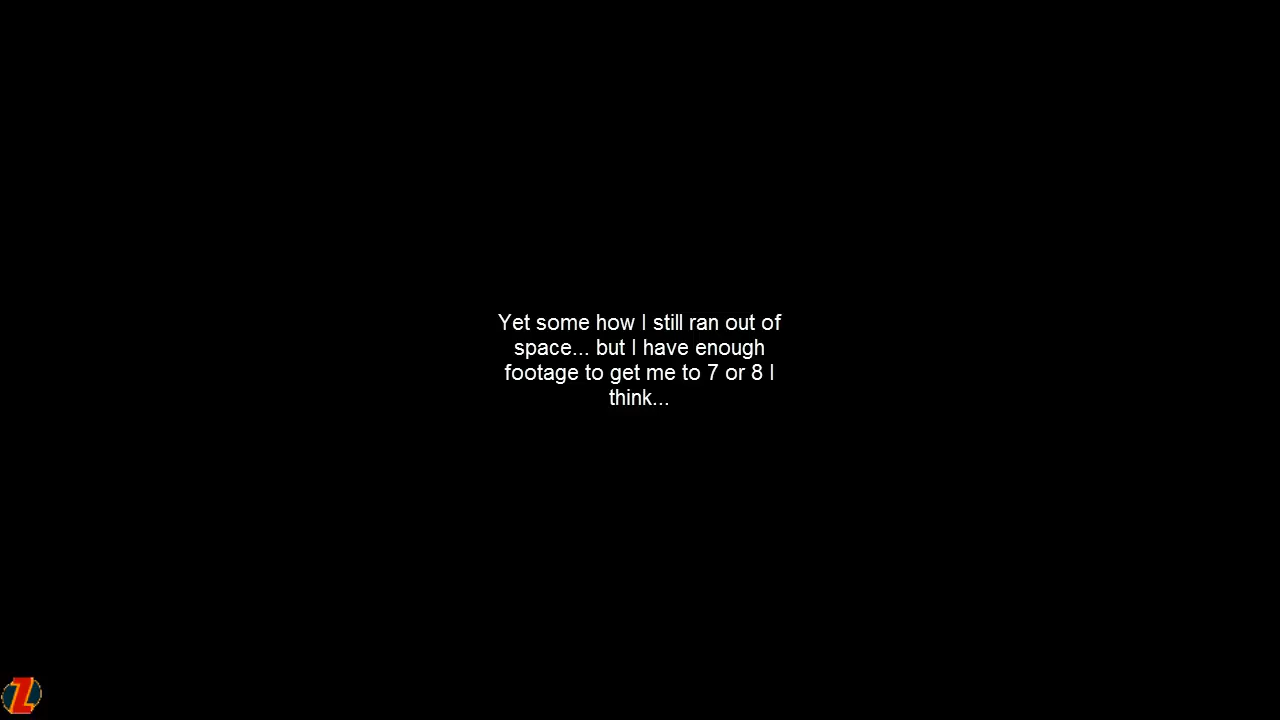 Yet some how I still ran out of
space... but I have enough
footage to get me to 7 or 8 I
think...
Z